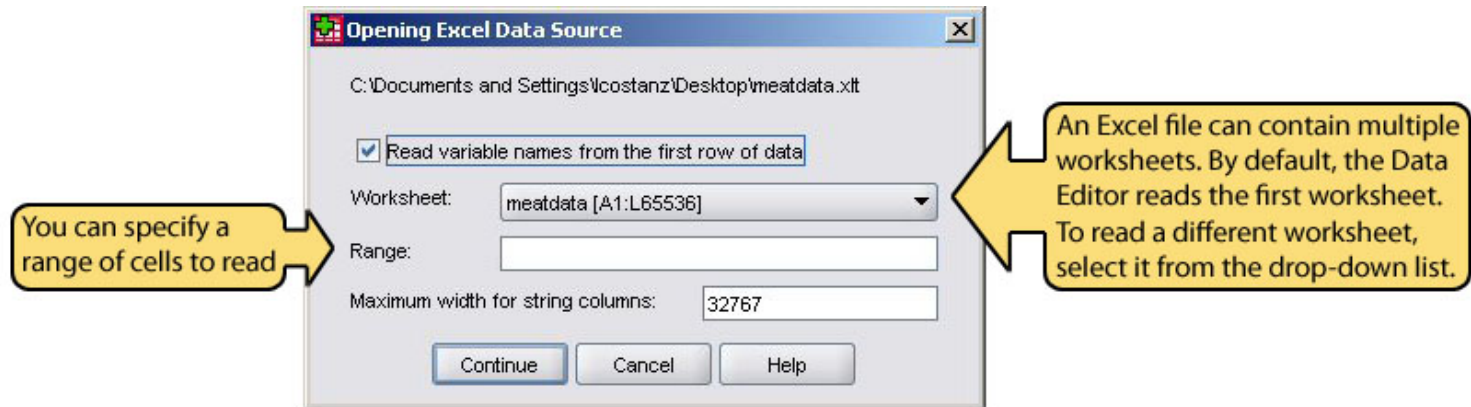 Opening Excel Data Source
C:\Documents and Settings\lcostanz\Desktop\meatdata.xlt
Read variable names from the first row of data
Worksheet: meatdata [A1:L65536]
Range:
Maximum width for string columns: 32767
Continue Cancel Help
You can specify a
range of cells to read
An Excel file can contain multiple
worksheets. By default, the Data
Editor reads the first worksheet.
To read a different worksheet,
select it from the drop-down list.